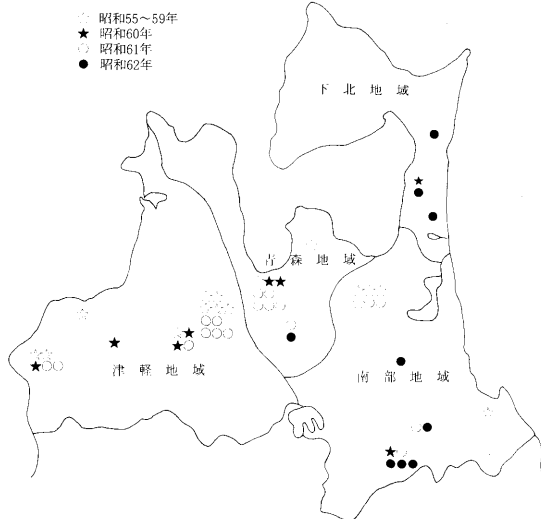 昭和55～59年
昭和60年
昭和61年
昭和62年
下北地域
青森地域
津軽地域
南部地域